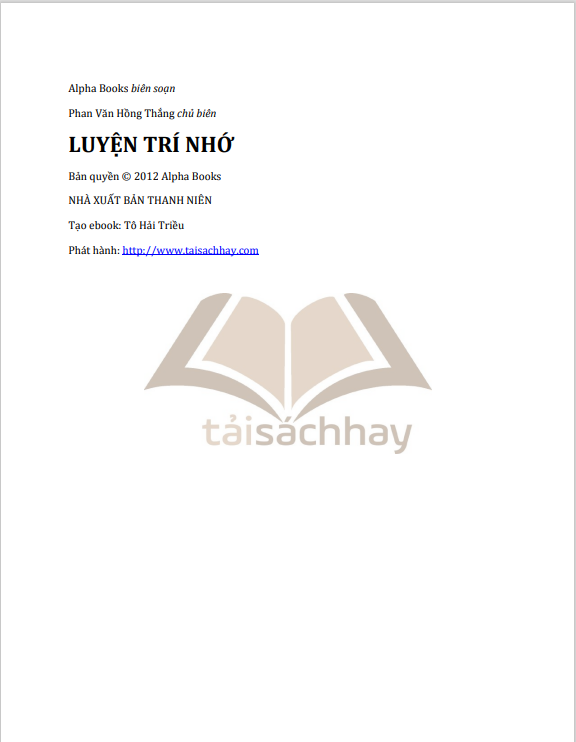 Alpha Books biên soạn
Phan Văn Hồng Thắng chủ biên
LUYỆN TRÍ NHỚ
Bản quyền © 2012 Alpha Books
NHÀ XUẤT BẢN THANH NIÊN
Tạo ebook: Tô Hải Triều
Phát hành: http://www.taisachhay.com
tảisáchhay